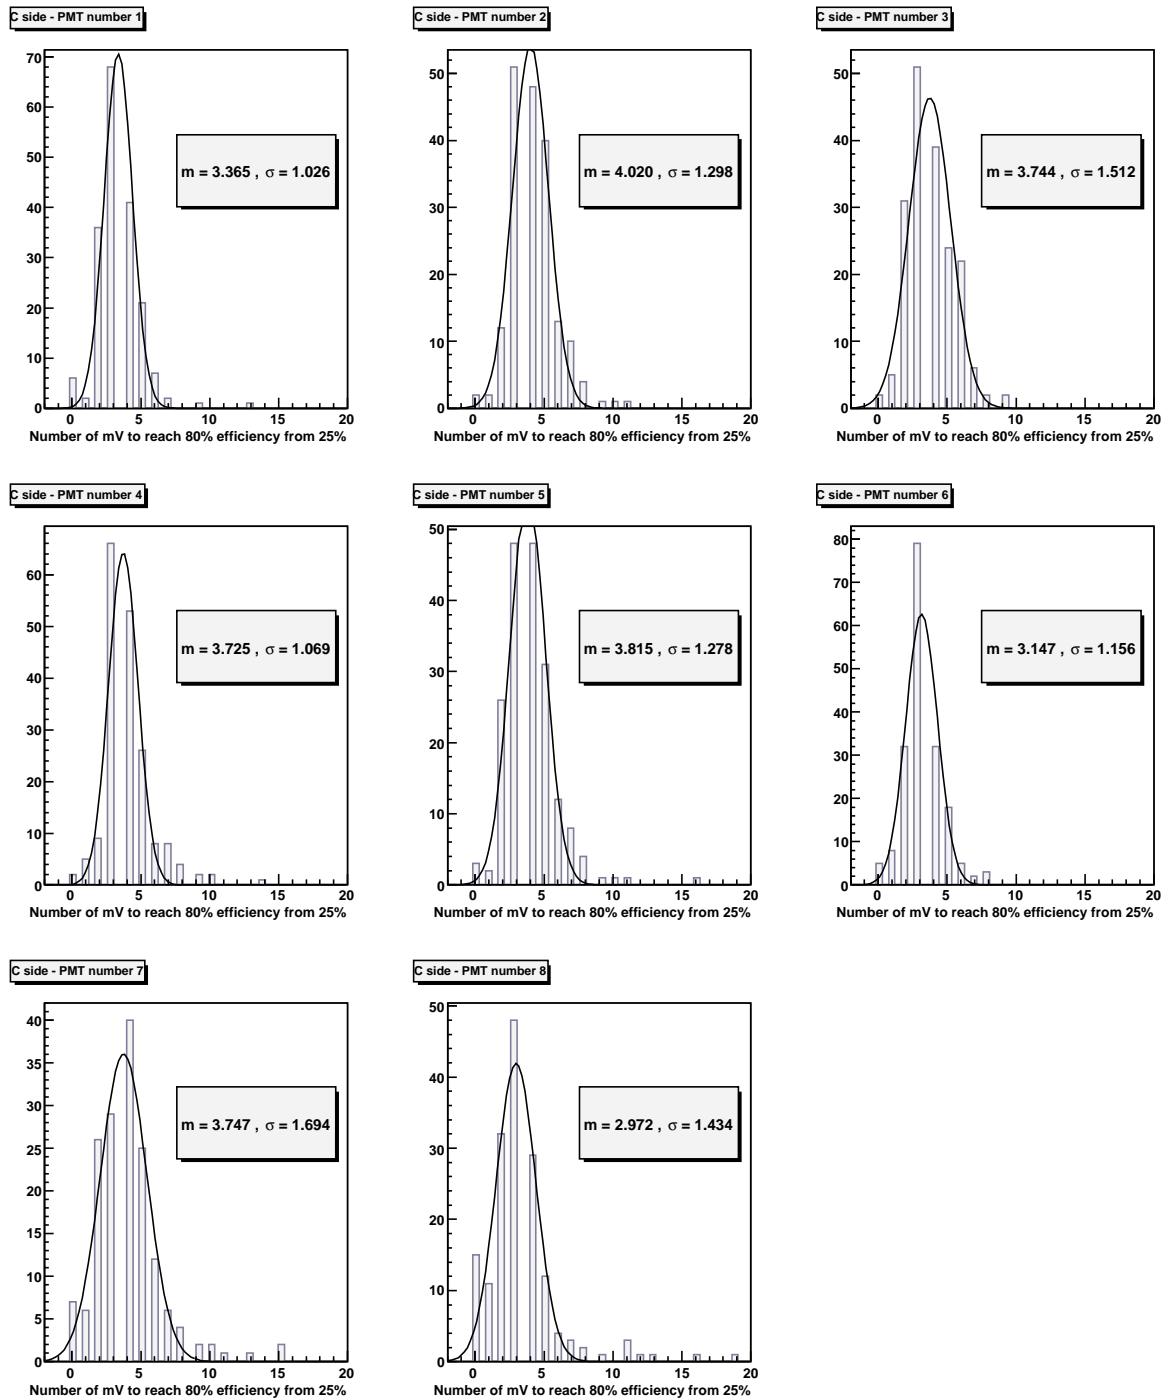 C side - PMT number 1
70
60
50
40
30
20
10
0
m = 3.365 , σ = 1.026
0 5 10 15 20
Number of mV to reach 80% efficiency from 25%
C side - PMT number 2
50
40
30
20
10
0
m = 4.020 , σ = 1.298
0 5 10 15 20
Number of mV to reach 80% efficiency from 25%
C side - PMT number 3
50
40
30
20
10
0
m = 3.744 , σ = 1.512
0 5 10 15 20
Number of mV to reach 80% efficiency from 25%
C side - PMT number 4
60
50
40
30
20
10
0
m = 3.725 , σ = 1.069
0 5 10 15 20
Number of mV to reach 80% efficiency from 25%
C side - PMT number 5
50
40
30
20
10
0
m = 3.815 , σ = 1.278
0 5 10 15 20
Number of mV to reach 80% efficiency from 25%
C side - PMT number 6
80
70
60
50
40
30
20
10
0
m = 3.147 , σ = 1.156
0 5 10 15 20
Number of mV to reach 80% efficiency from 25%
C side - PMT number 7
40
35
30
25
20
15
10
5
0
m = 3.747 , σ = 1.694
0 5 10 15 20
Number of mV to reach 80% efficiency from 25%
C side - PMT number 8
50
40
30
20
10
0
m = 2.972 , σ = 1.434
0 5 10 15 20
Number of mV to reach 80% efficiency from 25%